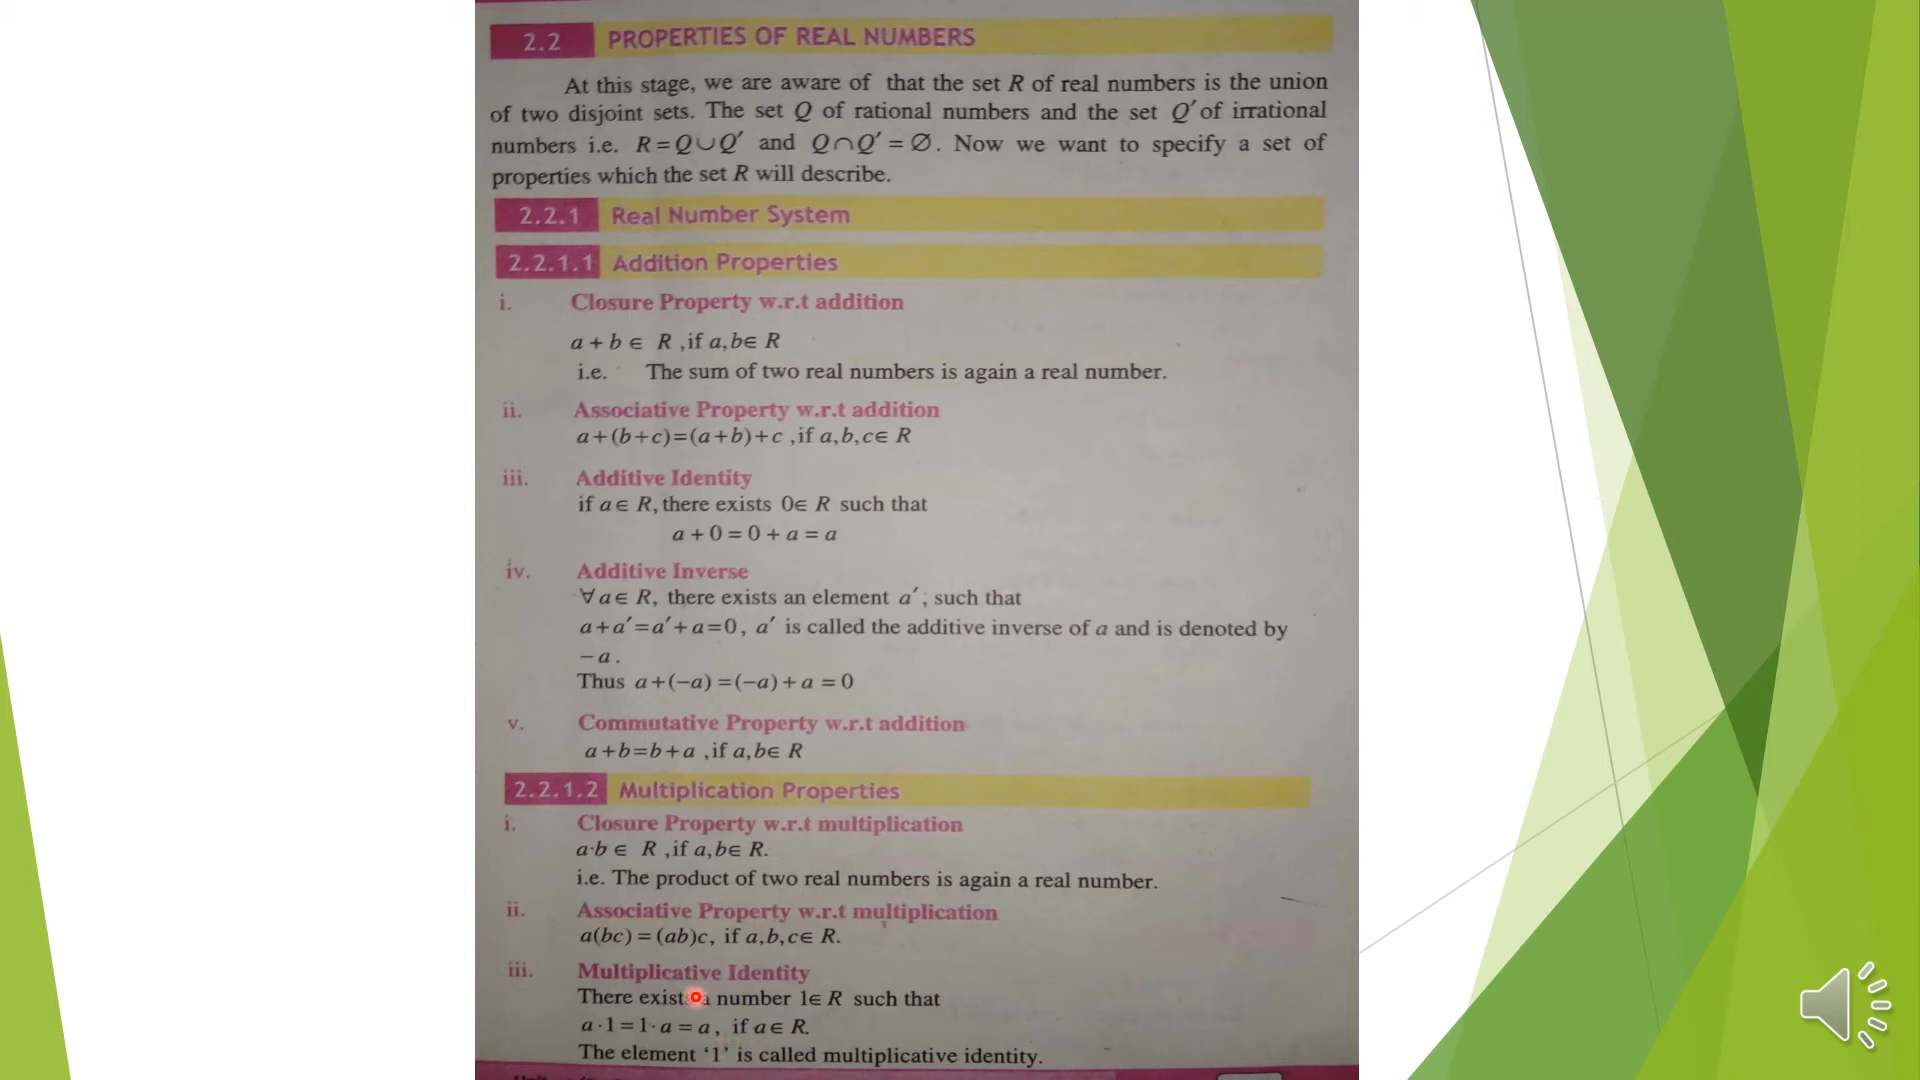 2.2 PROPERTIES OF REAL NUMBERS
At this stage, we are aware of that the set R of real numbers is the union
of two disjoint sets. The set Q of rational numbers and the set Q′ of irrational
numbers i.e. R=Q∪Q′ and Q∩Q′=∅. Now we want to specify a set of
properties which the set R will describe.
2.2.1 Real Number System
2.2.1.1 Addition Properties
i. Closure Property w.r.t addition
a+b∈ R ,if a,b∈ R
i.e. The sum of two real numbers is again a real number.
ii. Associative Property w.r.t addition
a+(b+c)=(a+b)+c ,if a,b,c∈ R
iii. Additive Identity
if a∈ R, there exists 0∈ R such that
a+0=0+a=a
iv. Additive Inverse
∀a∈ R, there exists an element a′; such that
a+a′=a′+a=0, a′ is called the additive inverse of a and is denoted by
−a.
Thus a+(−a)=(−a)+a=0
v. Commutative Property w.r.t addition
a+b=b+a ,if a,b∈ R
2.2.1.2 Multiplication Properties
i. Closure Property w.r.t multiplication
a·b∈ R ,if a,b∈ R.
i.e. The product of two real numbers is again a real number.
ii. Associative Property w.r.t multiplication
a(bc)=(ab)c, if a,b,c∈ R.
iii. Multiplicative Identity
There number 1∈ R such that
a·1=1·a=a, if a∈ R.
The element ‘1’ is called multiplicative identity.